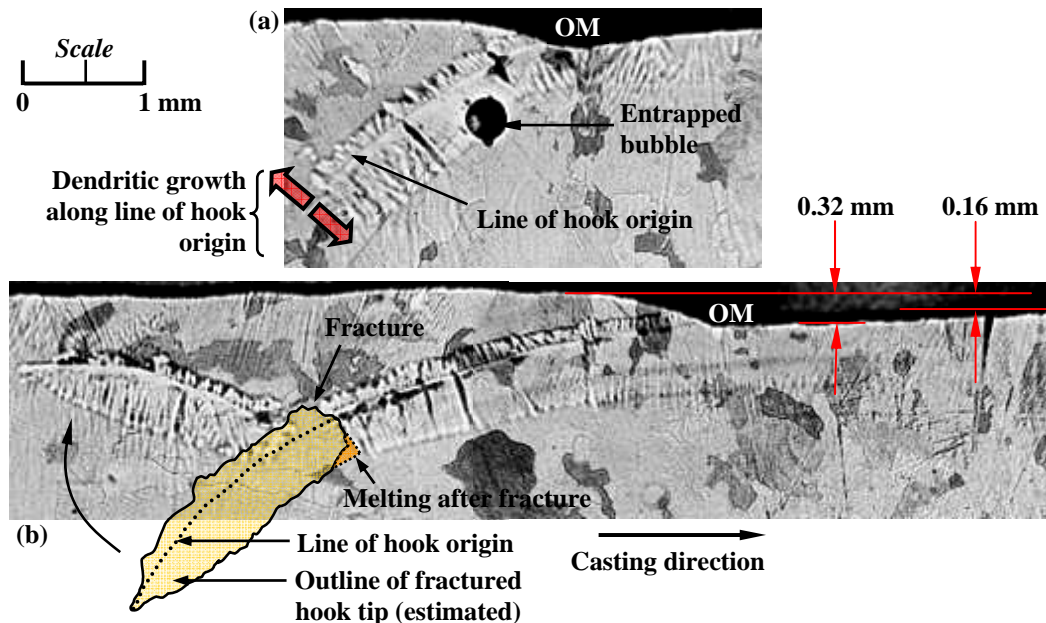 (a)
OM
Scale
0
1 mm
Entrapped
bubble
Dendritic growth
along line of hook
origin
Line of hook origin
0.32 mm
0.16 mm
OM
Fracture
Melting after fracture
(b)
Line of hook origin
Casting direction
Outline of fractured
hook tip (estimated)